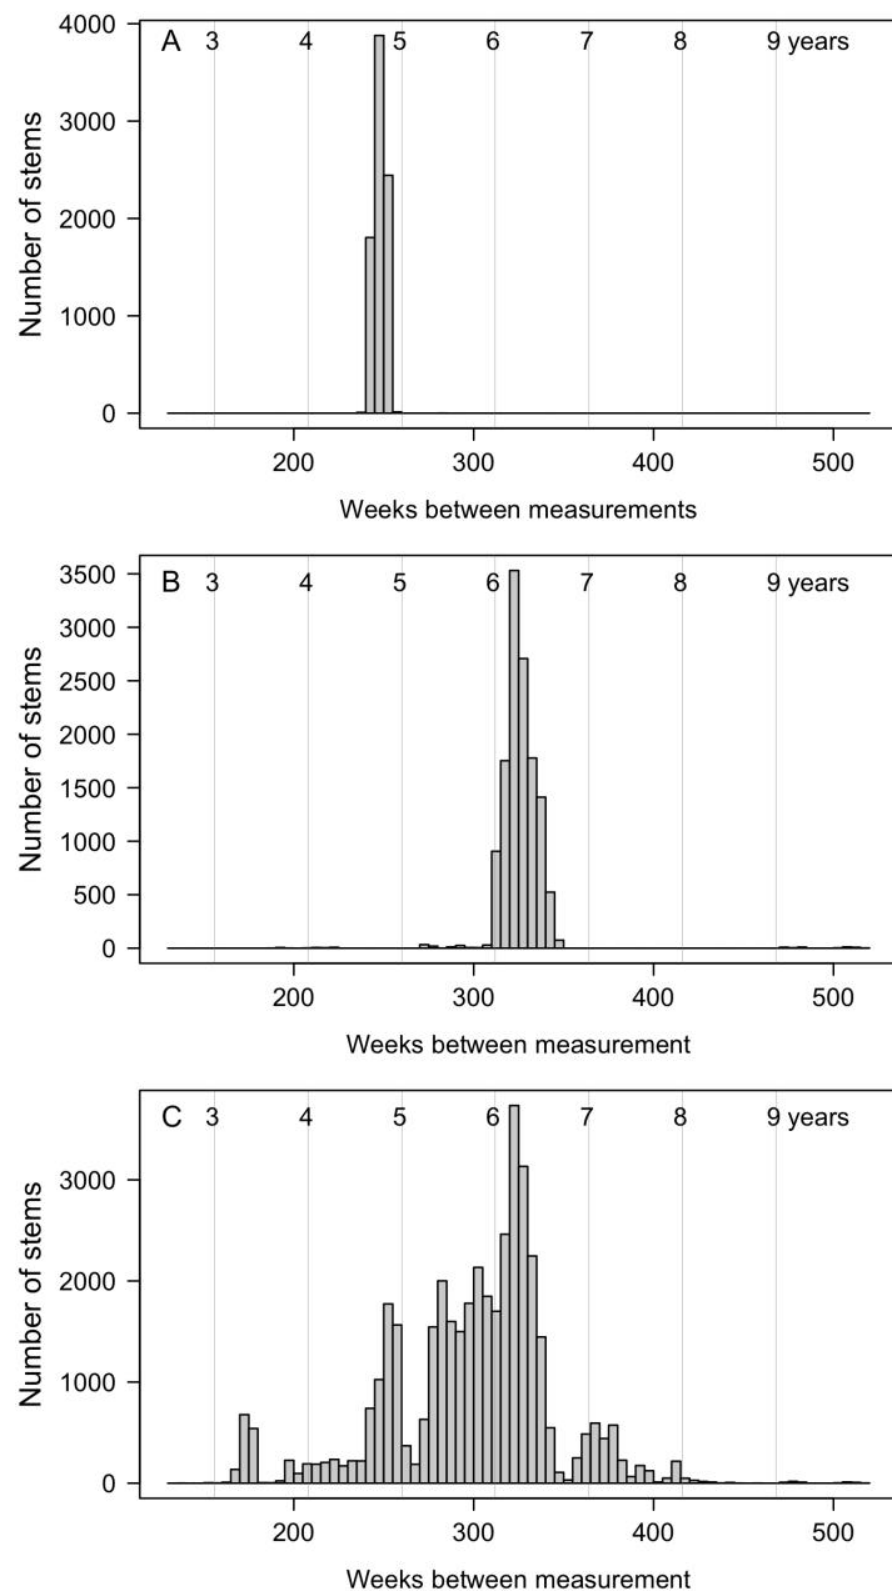 A 3 4 5 6 7 8 9 years
4000
3000
2000
1000
0
Number of stems
200 300 400 500
Weeks between measurements
B 3 4 5 6 7 8 9 years
3500
3000
2500
2000
1500
1000
500
0
Number of stems
200 300 400 500
Weeks between measurement
C 3 4 5 6 7 8 9 years
3000
2000
1000
0
Number of stems
200 300 400 500
Weeks between measurement